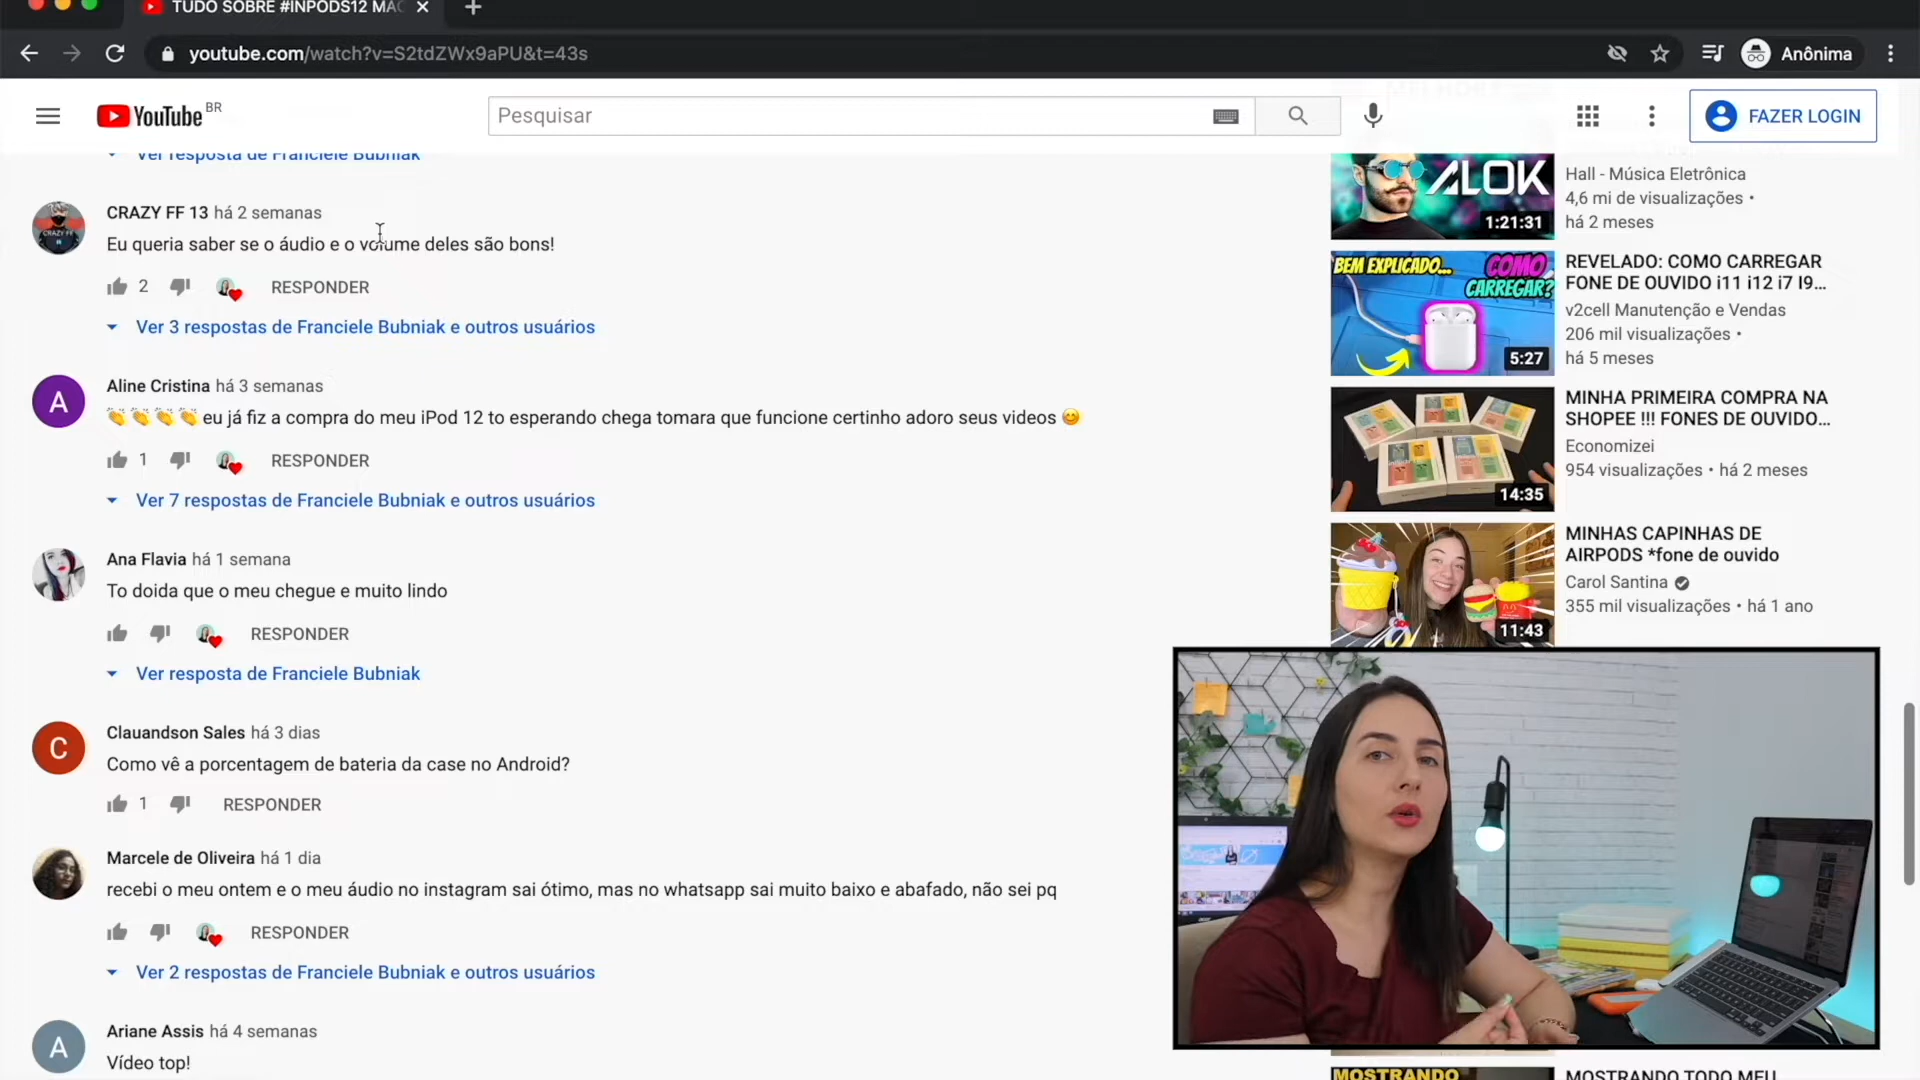 TUDO SOBRE #INPODS12 MAC
youtube.com/watch?v=S2tdZWx9aPU&t=43s
Anônima
YouTube BR
Pesquisar
FAZER LOGIN
Ver resposta de Franciele Bubniak
CRAZY FF 13 há 2 semanas
Eu queria saber se o áudio e o volume deles são bons!
2 RESPONDER
Ver 3 respostas de Franciele Bubniak e outros usuários
Aline Cristina há 3 semanas
👏👏👏👏 eu já fiz a compra do meu iPod 12 to esperando chega tomara que funcione certinho adoro seus videos 😊
1 RESPONDER
Ver 7 respostas de Franciele Bubniak e outros usuários
Ana Flavia há 1 semana
To doida que o meu chegue e muito lindo
RESPONDER
Ver resposta de Franciele Bubniak
C
Clauandson Sales há 3 dias
Como vê a porcentagem de bateria da case no Android?
1 RESPONDER
Marcele de Oliveira há 1 dia
recebi o meu ontem e o meu áudio no instagram sai ótimo, mas no whatsapp sai muito baixo e abafado, não sei pq
RESPONDER
Ver 2 respostas de Franciele Bubniak e outros usuários
A
Ariane Assis há 4 semanas
Vídeo top!
ALOK
1:21:31
Hall - Música Eletrônica
4,6 mi de visualizações •
há 2 meses
BEM EXPLICADO... COMO
CARREGAR?
5:27
REVELADO: COMO CARREGAR
FONE DE OUVIDO i11 i12 i7 I9...
v2cell Manutenção e Vendas
206 mil visualizações •
há 5 meses
14:35
MINHA PRIMEIRA COMPRA NA
SHOPEE !!! FONES DE OUVIDO...
Economizei
954 visualizações • há 2 meses
11:43
MINHAS CAPINHAS DE
AIRPODS *fone de ouvido
Carol Santina
355 mil visualizações • há 1 ano
MOSTRANDO
MOSTRANDO TODO MEU